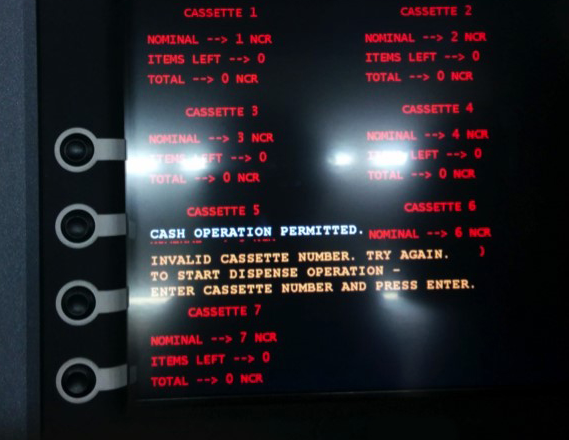 CASSETTE 1 CASSETTE 2
NOMINAL --> 1 NCR NOMINAL --> 2 NCR
ITEMS LEFT --> 0 ITEMS LEFT --> 0
TOTAL --> 0 NCR TOTAL --> 0 NCR
CASSETTE 3 CASSETTE 4
NOMINAL --> 3 NCR NOMINAL --> 4 NCR
ITEMS LEFT --> 0 ITEMS LEFT --> 0
TOTAL --> 0 NCR TOTAL --> 0 NCR
CASSETTE 5 CASSETTE 6
CASH OPERATION PERMITTED. NOMINAL --> 6 NCR
INVALID CASSETTE NUMBER. TRY AGAIN.
TO START DISPENSE OPERATION -
ENTER CASSETTE NUMBER AND PRESS ENTER.
CASSETTE 7
NOMINAL --> 7 NCR
ITEMS LEFT --> 0
TOTAL --> 0 NCR